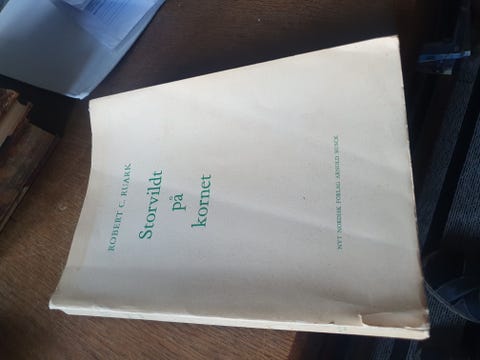 ROBERT C. RUARK
Storvildt
på
kornet
NYT NORDISK FORLAG ARNOLD BUSCK